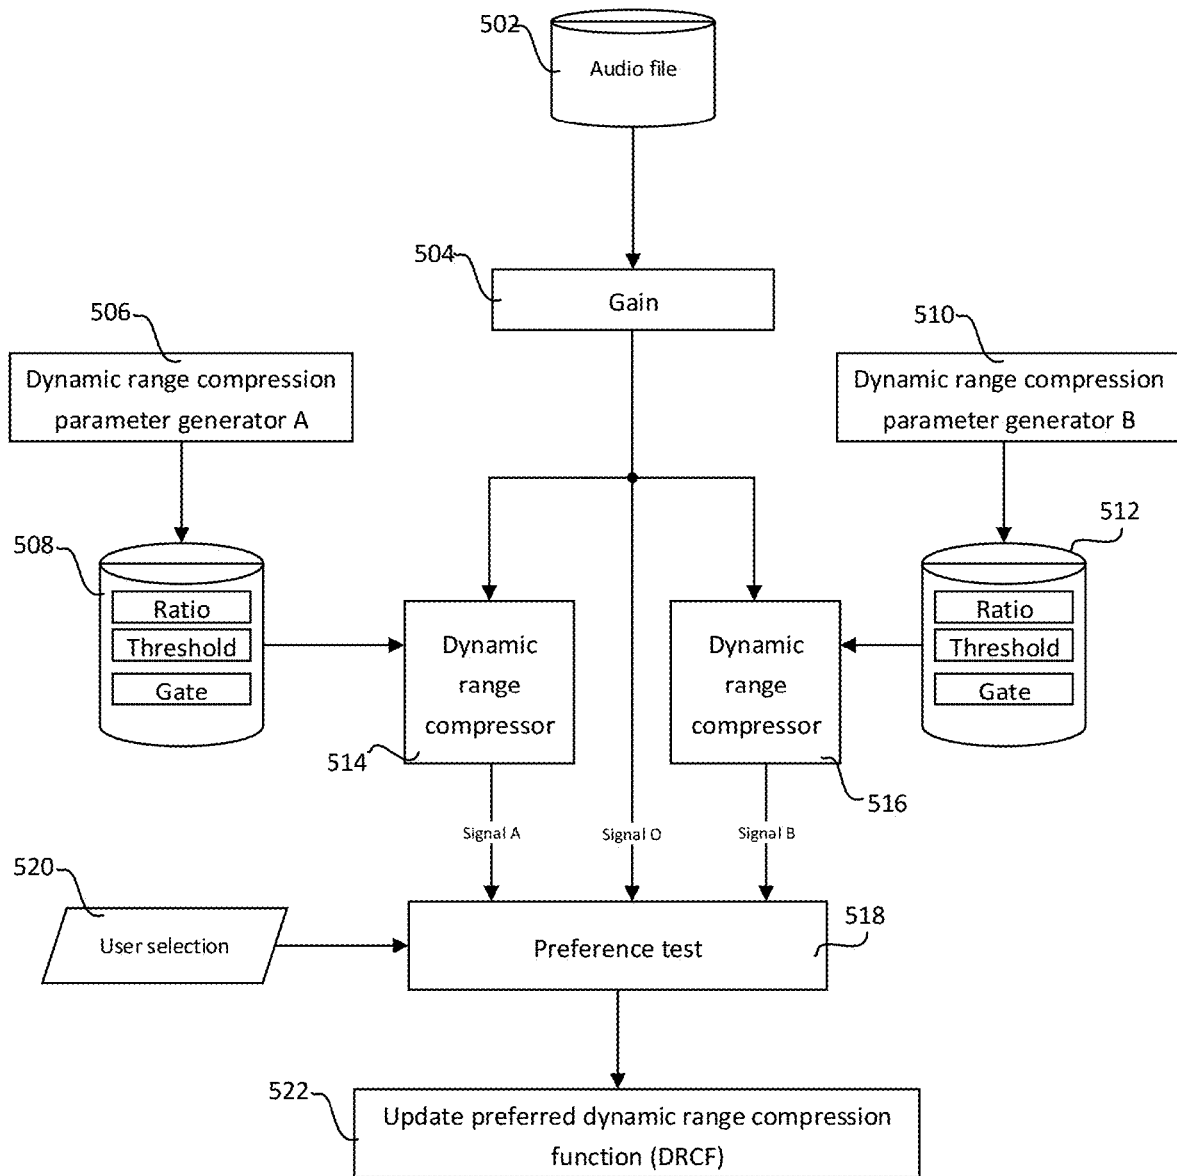 502
Audio file
504
Gain
506
Dynamic range compression
parameter generator A
510
Dynamic range compression
parameter generator B
508
Ratio
Threshold
Gate
512
Ratio
Threshold
Gate
Dynamic
range
compressor
514
Dynamic
range
compressor
516
Signal A
Signal O
Signal B
520
User selection
Preference test
518
522
Update preferred dynamic range compression
function (DRCF)